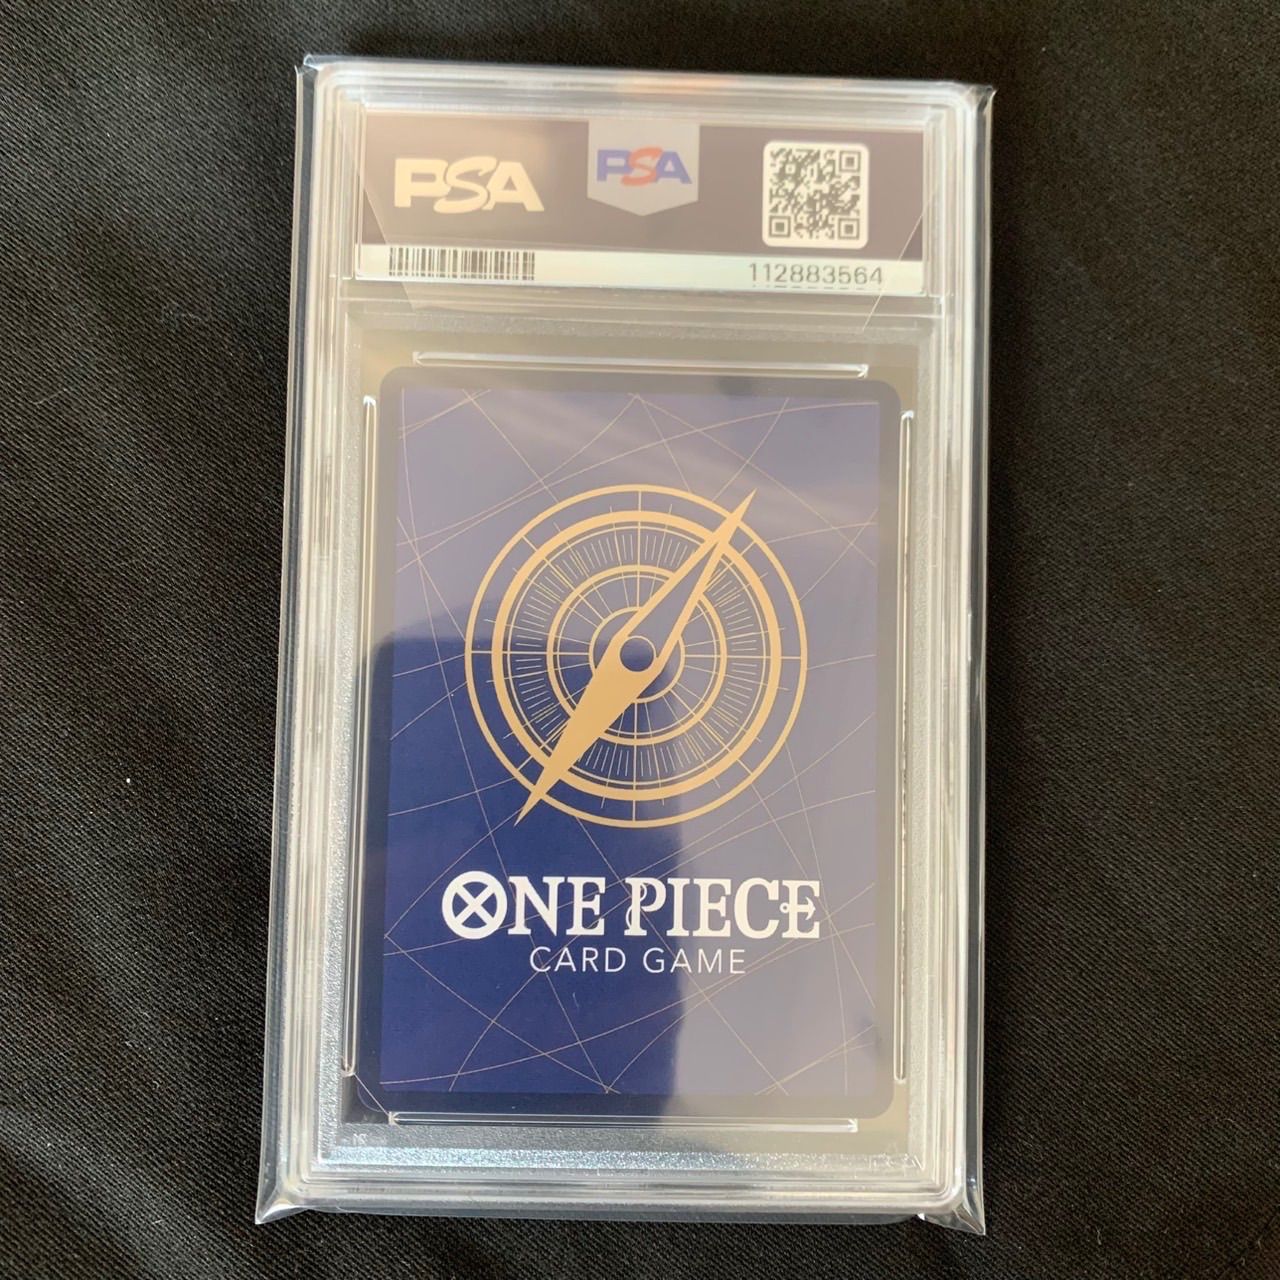 PSA
PSA
112883564
ONE PIECE
CARD GAME